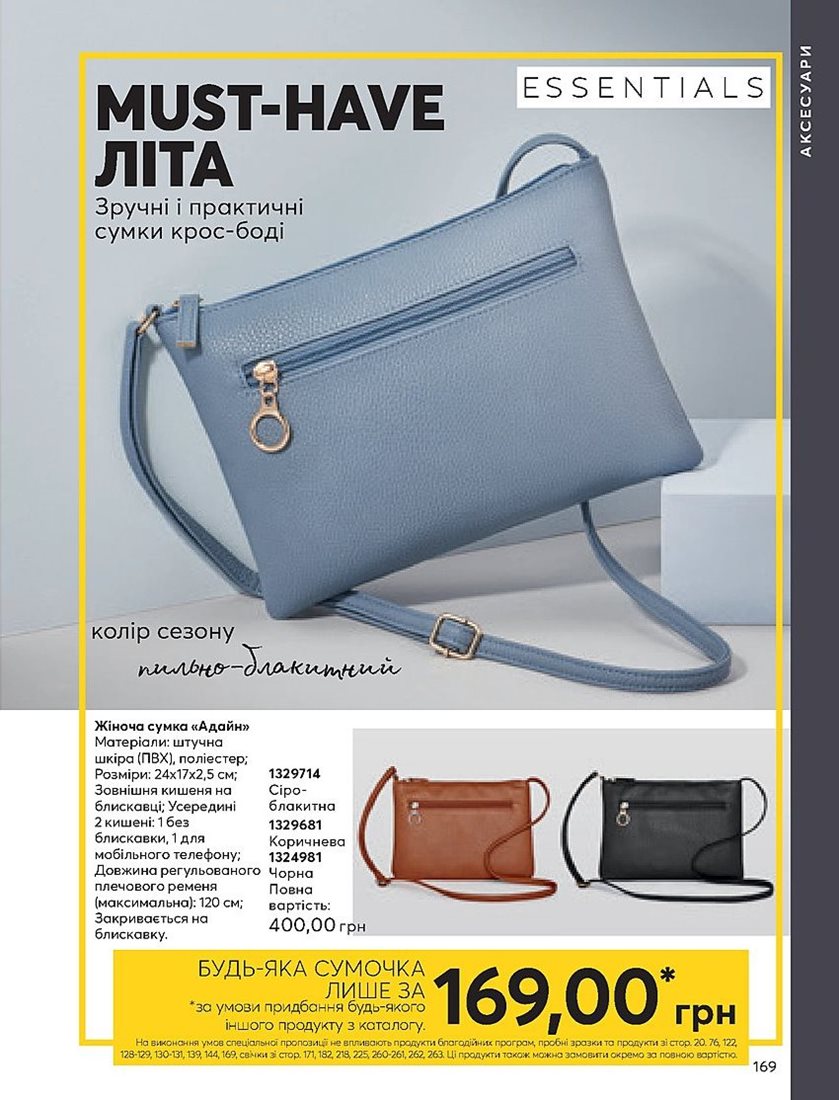 АКСЕСУАРИ
ESSENTIALS
MUST-HAVE
ЛІТА
Зручні і практичні
сумки крос-боді
колір сезону
пильно-блакитний
Жіноча сумка «Адайн»
Матеріали: штучна
шкіра (ПВХ), поліестер;
Розміри: 24х17х2,5 см;
Зовнішня кишеня на
блискавці; Усередині
2 кишені: 1 без
блискавки, 1 для
мобільного телефону;
Довжина регульованого
плечового ременя
(максимальна): 120 см;
Закривається на
блискавку.
1329714
Сіро-
блакитна
1329681
Коричнева
1324981
Чорна
Повна
вартість:
400,00 грн
БУДЬ-ЯКА СУМОЧКА
ЛИШЕ ЗА
*за умови придбання будь-якого
іншого продукту з каталогу.
169,00* грн
На виконання умов спеціальної пропозиції не впливають продукти благодійних програм, пробні зразки та продукти зі стор. 20. 76, 122,
128-129, 130-131, 139, 144, 169, свічки зі стор. 171, 182, 218, 225, 260-261, 262, 263. Ці продукти також можна замовити окремо за повною вартістю.
169